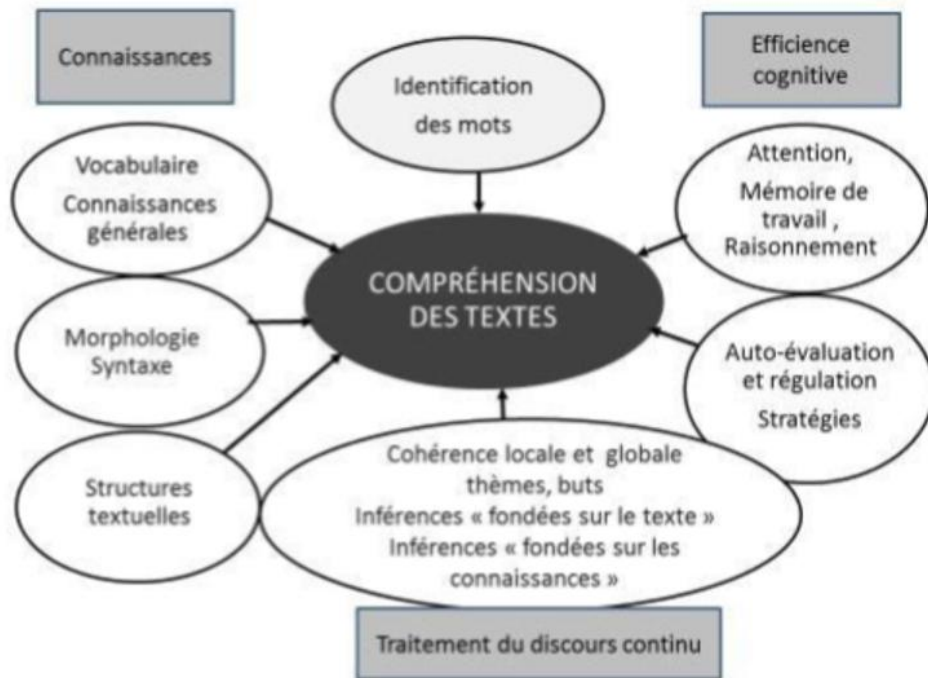 Connaissances
Identification
des mots
Efficience
cognitive
Vocabulaire
Connaissances
générales
Attention,
Mémoire de
travail ,
Raisonnement
COMPRÉHENSION
DES TEXTES
Morphologie
Syntaxe
Auto-évaluation
et régulation
Stratégies
Structures
textuelles
Cohérence locale et globale
thèmes, buts
Inférences « fondées sur le texte »
Inférences « fondées sur les
connaissances »
Traitement du discours continu